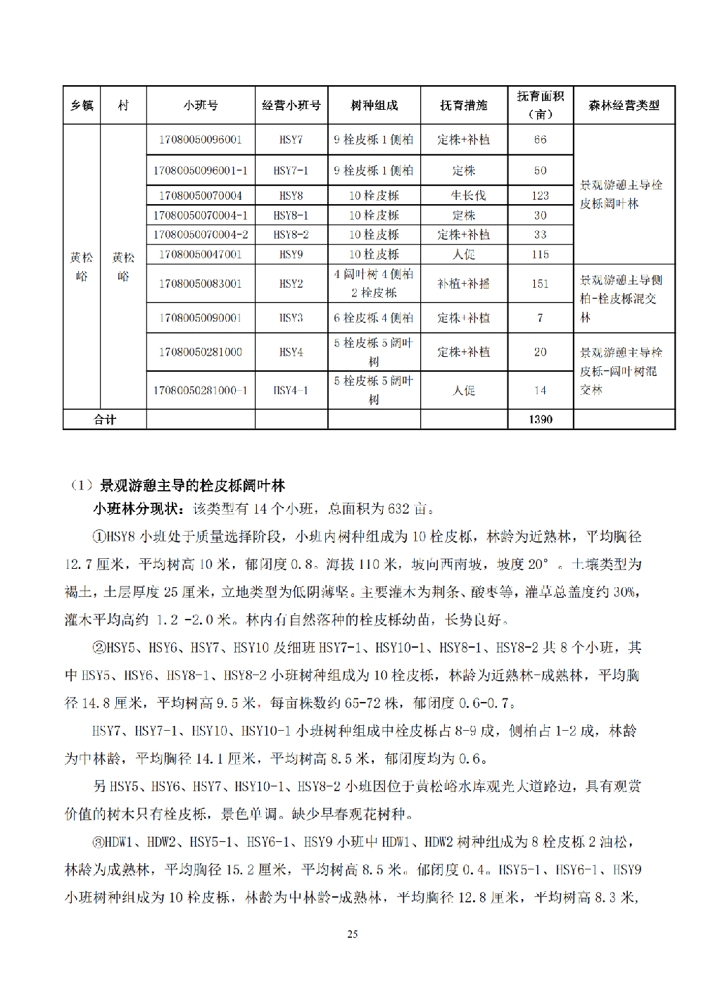 乡镇 村 小班号 经营小班号 树种组成 抚育措施 抚育面积（亩） 森林经营类型
黄松峪 黄松峪 17080050096001 HSY7 9 栓皮栎 1 侧柏 定株+补植 66 景观游憩主导栓皮栎阔叶林
17080050096001-1 HSY7-1 9 栓皮栎 1 侧柏 定株 50
17080050070004 HSY8 10 栓皮栎 生长伐 123
17080050070004-1 HSY8-1 10 栓皮栎 定株 30
17080050070004-2 HSY8-2 10 栓皮栎 定株+补植 33
17080050047001 HSY9 10 栓皮栎 人促 115
17080050083001 HSY2 4 阔叶树 4 侧柏 2 栓皮栎 补植+补播 151 景观游憩主导侧柏-栓皮栎混交林
17080050090001 HSY3 6 栓皮栎 4 侧柏 定株+补植 7
17080050281000 HSY4 5 栓皮栎 5 阔叶树 定株+补植 20 景观游憩主导栓皮栎-阔叶树混交林
17080050281000-1 HSY4-1 5 栓皮栎 5 阔叶树 人促 14
合计 1390
（1）景观游憩主导的栓皮栎阔叶林
小班林分现状：该类型有 14 个小班，总面积为 632 亩。
①HSY8 小班处于质量选择阶段，小班内树种组成为 10 栓皮栎，林龄为近熟林，平均胸径
12.7 厘米，平均树高 10 米，郁闭度 0.8。海拔 110 米，坡向西南坡，坡度 20°。土壤类型为
褐土，土层厚度 25 厘米，立地类型为低阴薄坚。主要灌木为荆条、酸枣等，灌草总盖度约 30%，
灌木平均高约 1.2 -2.0 米。林内有自然落种的栓皮栎幼苗，长势良好。
②HSY5、HSY6、HSY7、HSY10 及细班 HSY7-1、HSY10-1、HSY8-1、HSY8-2 共 8 个小班，其
中 HSY5、HSY6、HSY8-1、HSY8-2 小班树种组成为 10 栓皮栎，林龄为近熟林-成熟林，平均胸
径 14.8 厘米，平均树高 9.5 米，每亩株数约 65-72 株，郁闭度 0.6-0.7。
HSY7、HSY7-1、HSY10、HSY10-1 小班树种组成中栓皮栎占 8-9 成，侧柏占 1-2 成，林龄
为中林龄，平均胸径 14.1 厘米，平均树高 8.5 米，郁闭度均为 0.6。
另 HSY5、HSY6、HSY7、HSY10-1、HSY8-2 小班因位于黄松峪水库观光大道路边，具有观赏
价值的树木只有栓皮栎，景色单调。缺少早春观花树种。
③HDW1、HDW2、HSY5-1、HSY6-1、HSY9 小班中 HDW1、HDW2 树种组成为 8 栓皮栎 2 油松，
林龄为成熟林，平均胸径 15.2 厘米，平均树高 8.5 米。郁闭度 0.4。HSY5-1、HSY6-1、HSY9
小班树种组成为 10 栓皮栎，林龄为中林龄-成熟林，平均胸径 12.8 厘米，平均树高 8.3 米，
25